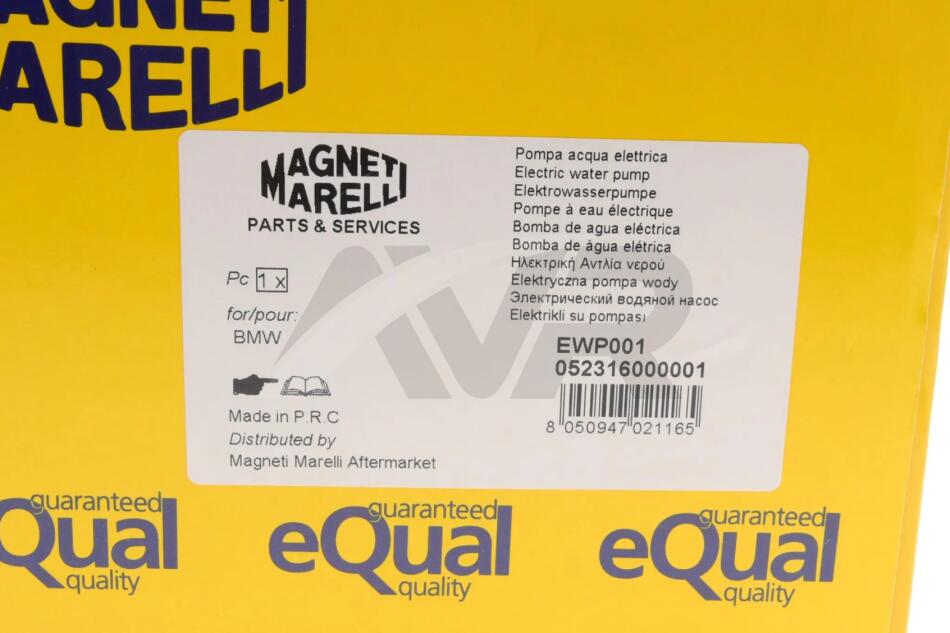 MAGNETI
MARELLI
MAGNETI
MARELLI
PARTS & SERVICES
Pc 1 x
for/pour:
BMW
Made in P.R.C
Distributed by
Magneti Marelli Aftermarket
Pompa acqua elettrica
Electric water pump
Elektrowasserpumpe
Pompe à eau électrique
Bomba de agua eléctrica
Bomba de água elétrica
Ηλεκτρική Αντλία νερού
Elektryczna pompa wody
Электрический водяной насос
Elektrikli su pompası
EWP001
052316000001
8 050947 021165
AVR
guaranteed
eQual
quality
guaranteed
eQual
quality
guaranteed
eQual
quality